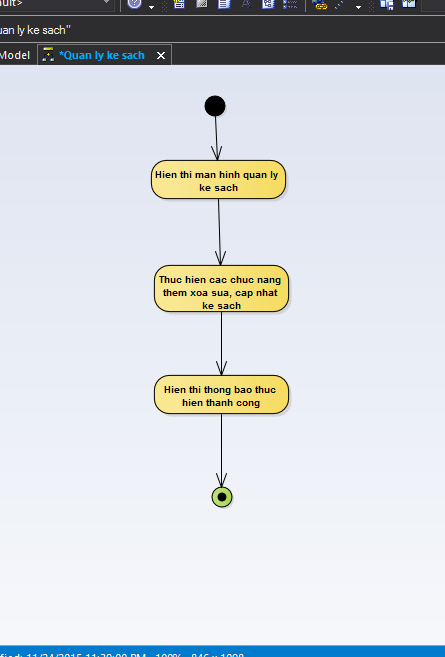 uan ly ke sach"
Model *Quan ly ke sach
Hien thi man hinh quan ly
ke sach
Thuc hien cac chuc nang
them xoa sua, cap nhat
ke sach
Hien thi thong bao thuc
hien thanh cong